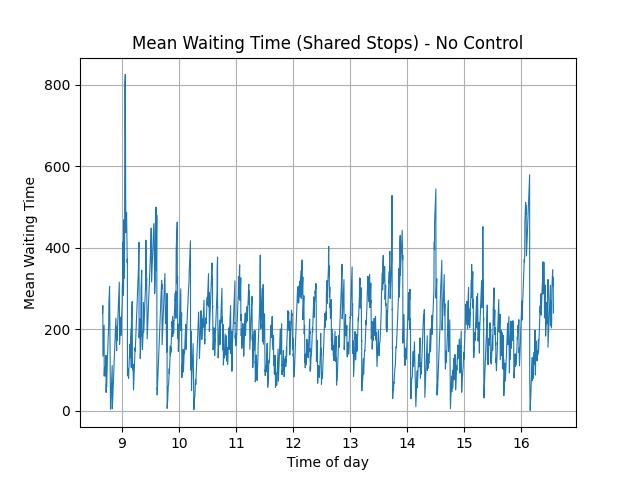 Mean Waiting Time (Shared Stops) - No Control
800
600
400
200
0
Mean Waiting Time
9 10 11 12 13 14 15 16
Time of day